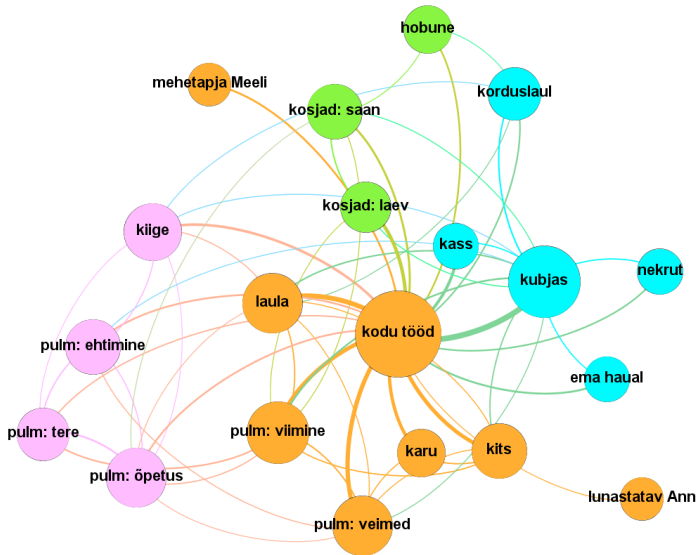 hobune
mehetapja Meeli
korduslaul
kosjad: saan
kosjad: laev
kiige
kass
nekrut
kubjas
laula
kodu tööd
pulm: ehtimine
ema haual
pulm: tere
pulm: viimine
karu
kits
pulm: õpetus
lunastatav Ann
pulm: veimed